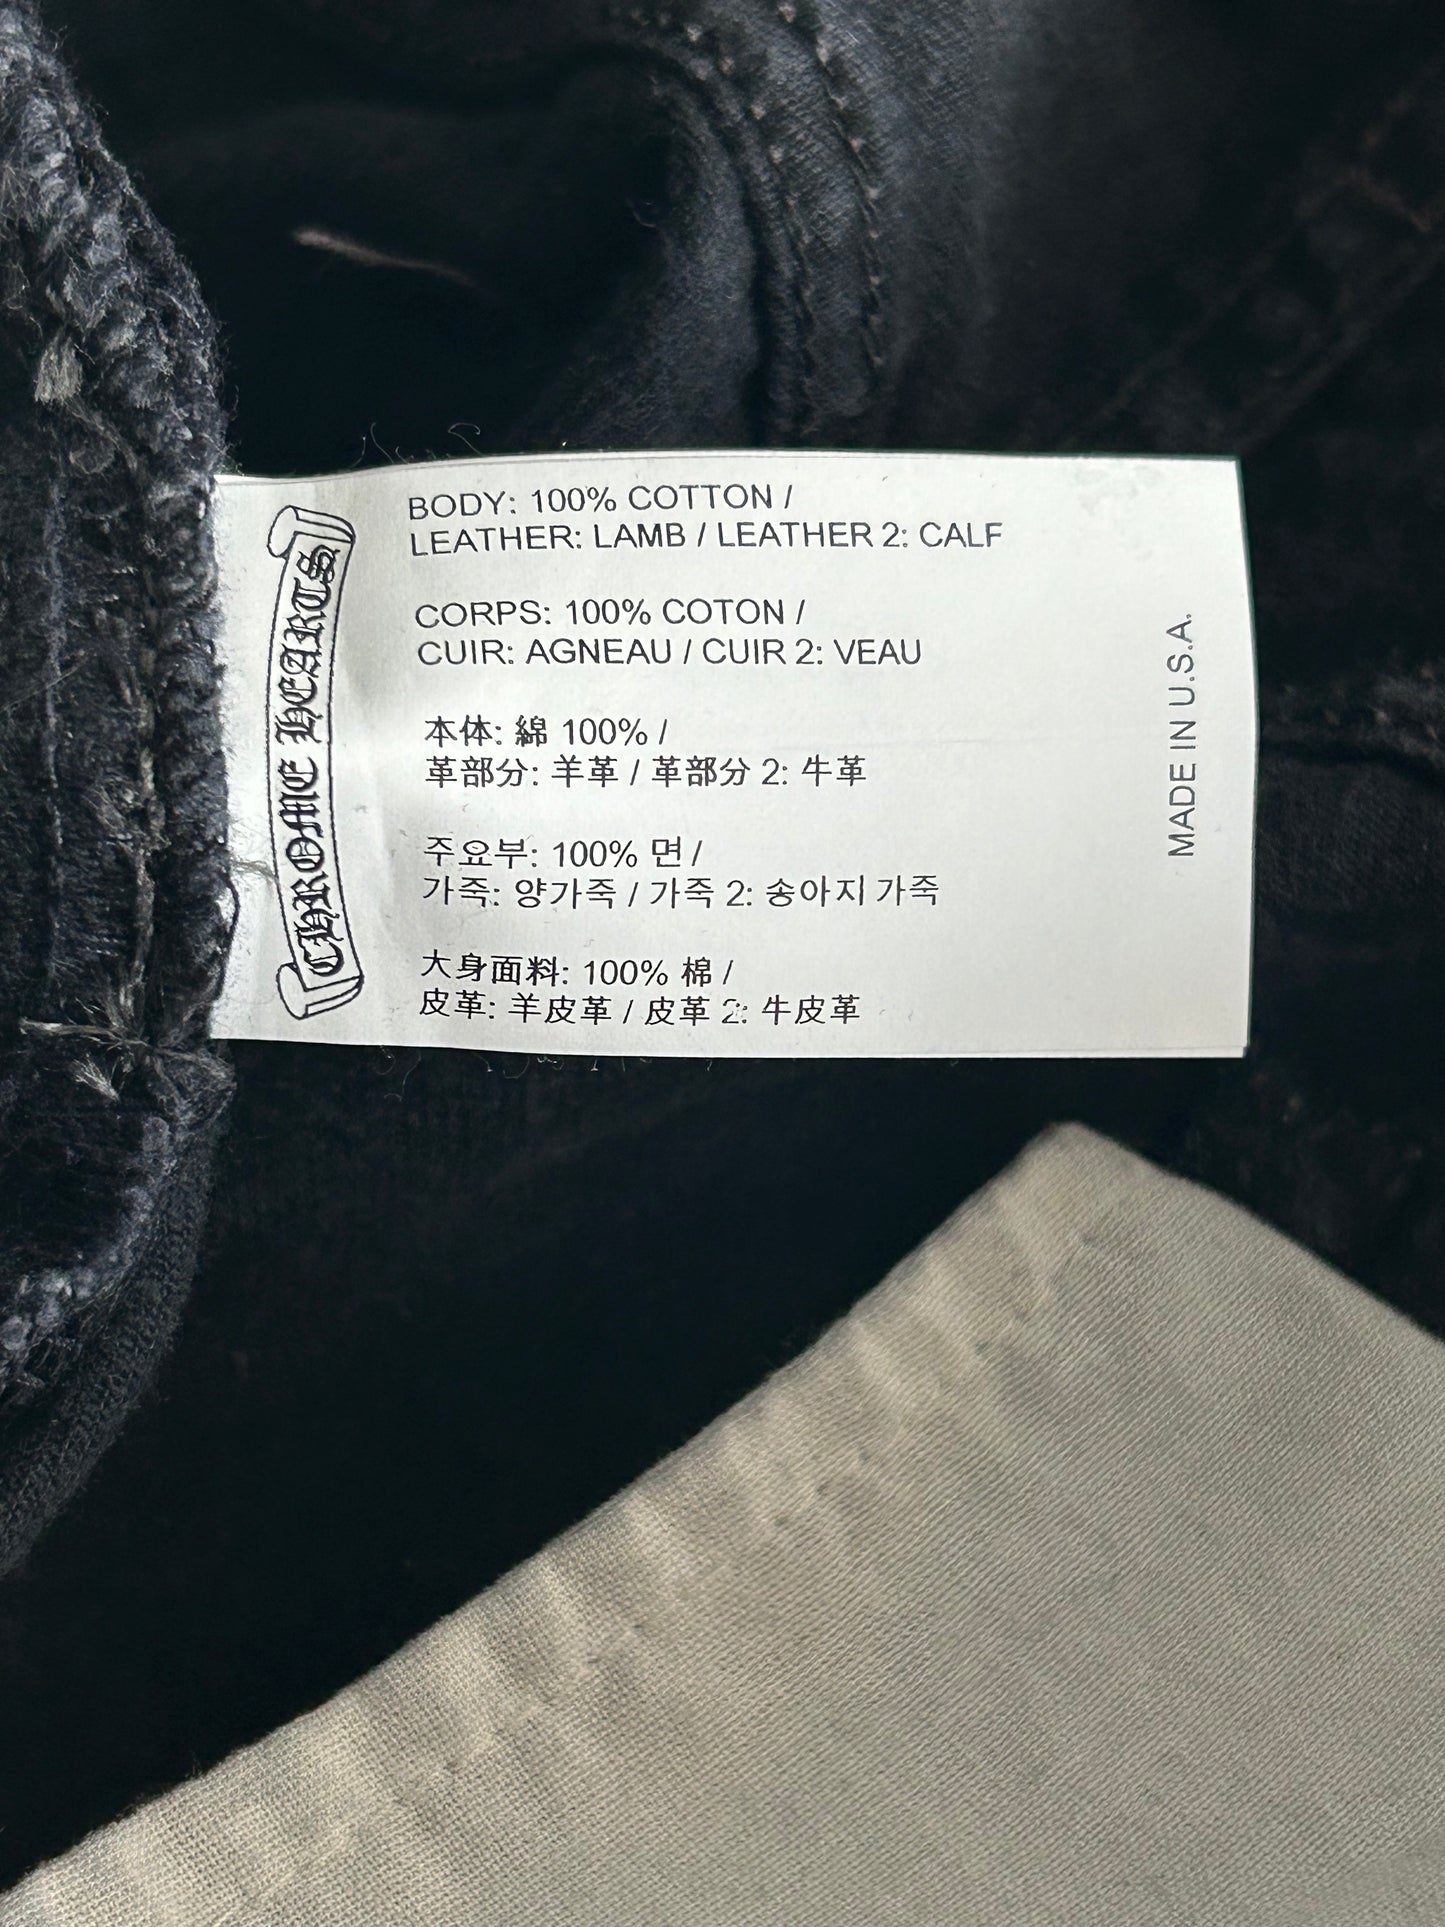 CHROME HEARTS
BODY: 100% COTTON /
LEATHER: LAMB / LEATHER 2: CALF
CORPS: 100% COTON /
CUIR: AGNEAU / CUIR 2: VEAU
本体: 綿 100% /
革部分: 羊革 / 革部分 2: 牛革
주요부: 100% 면 /
가죽: 양가죽 / 가죽 2: 송아지 가죽
大身面料: 100% 棉 /
皮革: 羊皮革 / 皮革 2: 牛皮革
MADE IN U.S.A.